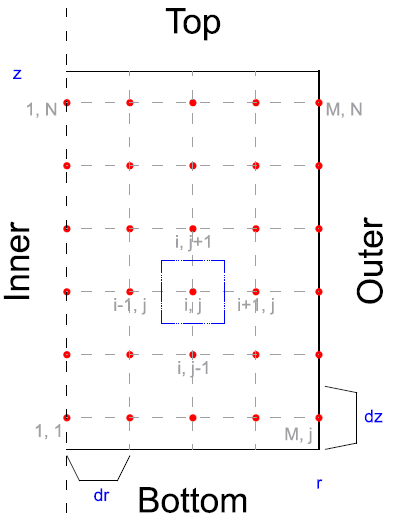 Top
z
1, N
M, N
Inner
Outer
i, j+1
i-1, j
i, j
i+1, j
i, j-1
1, 1
M, j
dz
dr
r
Bottom